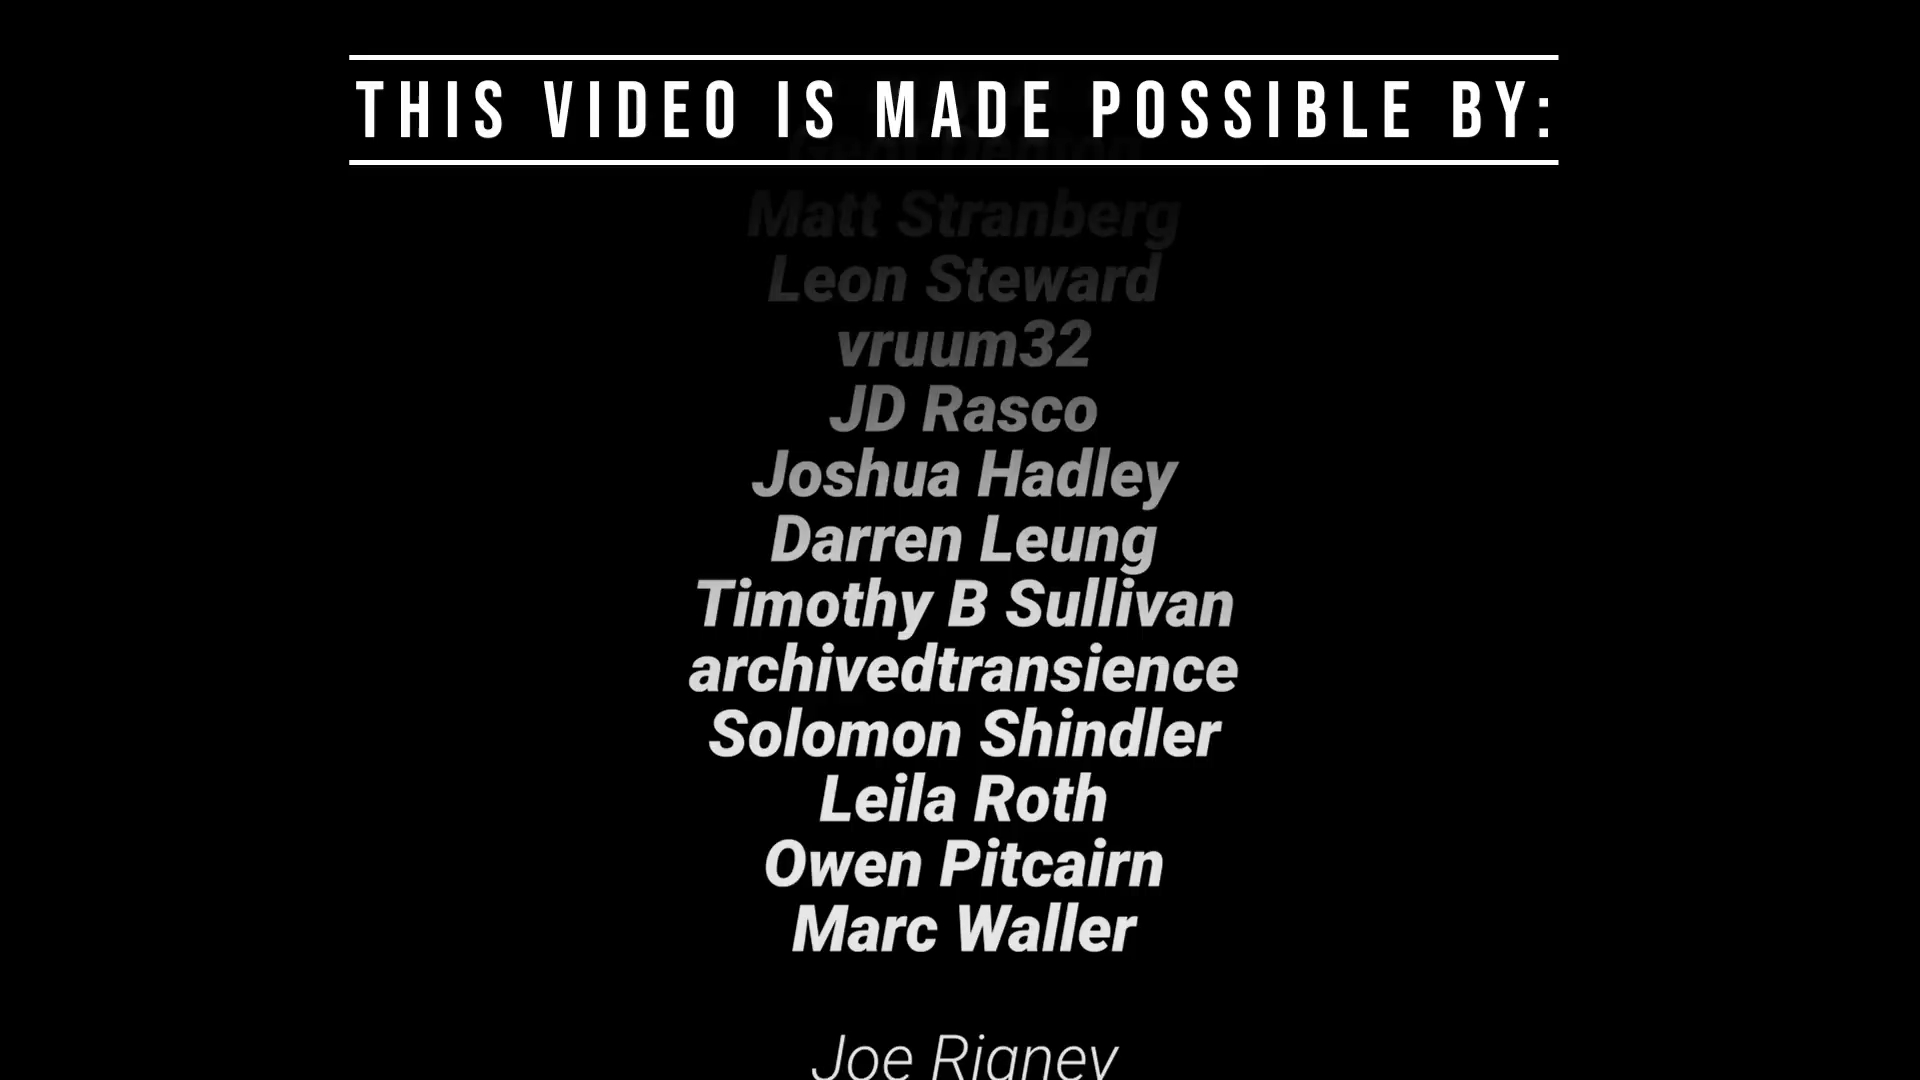 THIS VIDEO IS MADE POSSIBLE BY:
Matt Stranberg
Leon Steward
vruum32
JD Rasco
Joshua Hadley
Darren Leung
Timothy B Sullivan
archivedtransience
Solomon Shindler
Leila Roth
Owen Pitcairn
Marc Waller
Joe Rigney